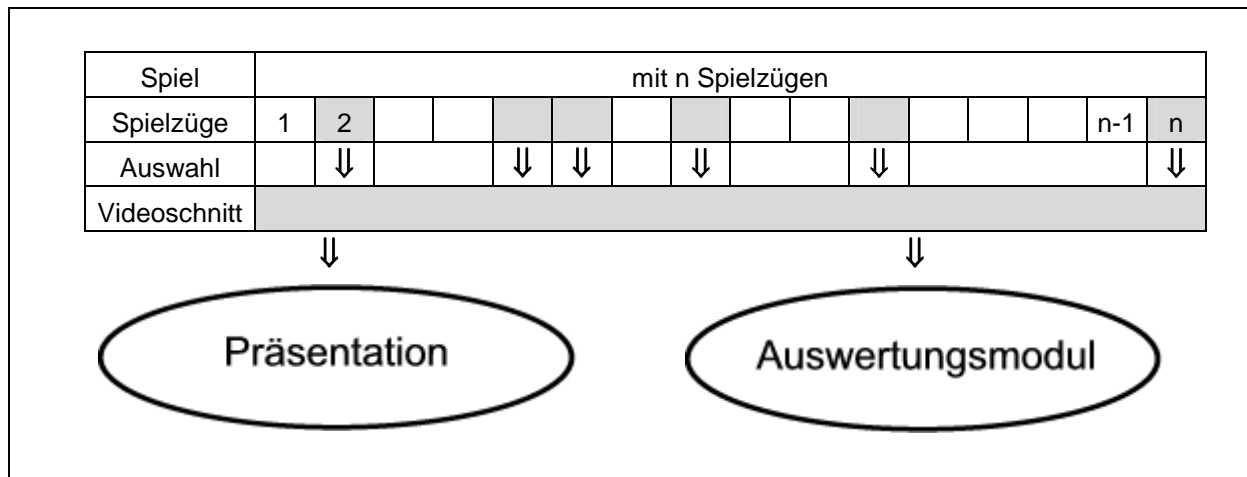 Spiel mit n Spielzügen
Spielzüge 1 2 n-1 n
Auswahl ⇓ ⇓ ⇓ ⇓ ⇓ ⇓
Videoschnitt
⇓ ⇓
Präsentation Auswertungsmodul